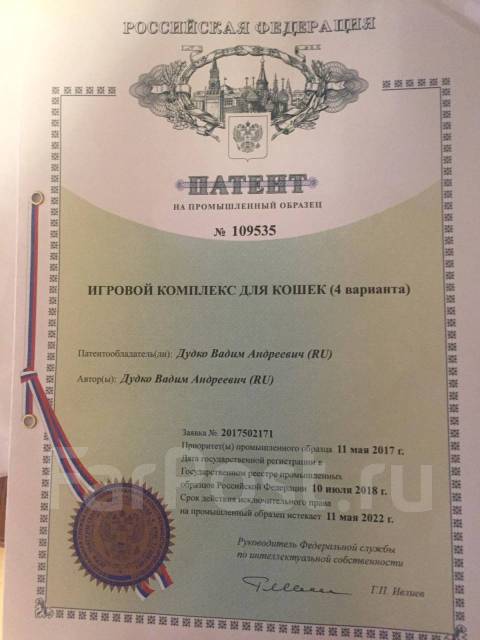 РОССИЙСКАЯ ФЕДЕРАЦИЯ
ПАТЕНТ
НА ПРОМЫШЛЕННЫЙ ОБРАЗЕЦ
№ 109535
ИГРОВОЙ КОМПЛЕКС ДЛЯ КОШЕК (4 варианта)
Патентообладатель(ли): Дудко Вадим Андреевич (RU)
Автор(ы): Дудко Вадим Андреевич (RU)
Заявка № 2017502171
Приоритет(ы) промышленного образца 11 мая 2017 г.
Дата государственной регистрации в
Государственном реестре промышленных
образцов Российской Федерации 10 июля 2018 г.
Срок действия исключительного права
на промышленный образец истекает 11 мая 2022 г.
Руководитель Федеральной службы
по интеллектуальной собственности
Г.П. Ивлиев
FarPost.ru